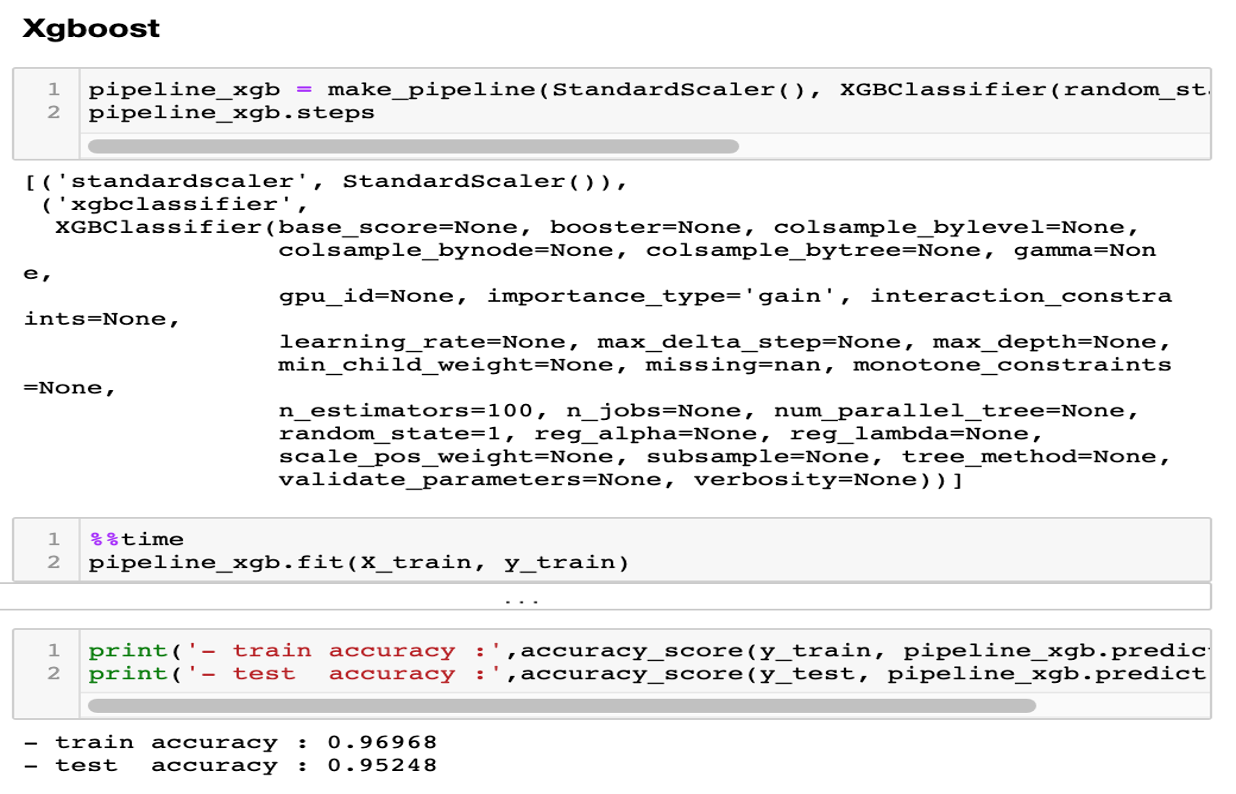 Xgboost
1 pipeline_xgb = make_pipeline(StandardScaler(), XGBClassifier(random_st
2 pipeline_xgb.steps
[('standardscaler', StandardScaler()),
 ('xgbclassifier',
  XGBClassifier(base_score=None, booster=None, colsample_bylevel=None,
                colsample_bynode=None, colsample_bytree=None, gamma=Non
e,
                gpu_id=None, importance_type='gain', interaction_constra
ints=None,
                learning_rate=None, max_delta_step=None, max_depth=None,
                min_child_weight=None, missing=nan, monotone_constraints
=None,
                n_estimators=100, n_jobs=None, num_parallel_tree=None,
                random_state=1, reg_alpha=None, reg_lambda=None,
                scale_pos_weight=None, subsample=None, tree_method=None,
                validate_parameters=None, verbosity=None))]
1 %%time
2 pipeline_xgb.fit(X_train, y_train)
...
1 print('- train accuracy :',accuracy_score(y_train, pipeline_xgb.predic
2 print('- test  accuracy :',accuracy_score(y_test, pipeline_xgb.predict
- train accuracy : 0.96968
- test  accuracy : 0.95248